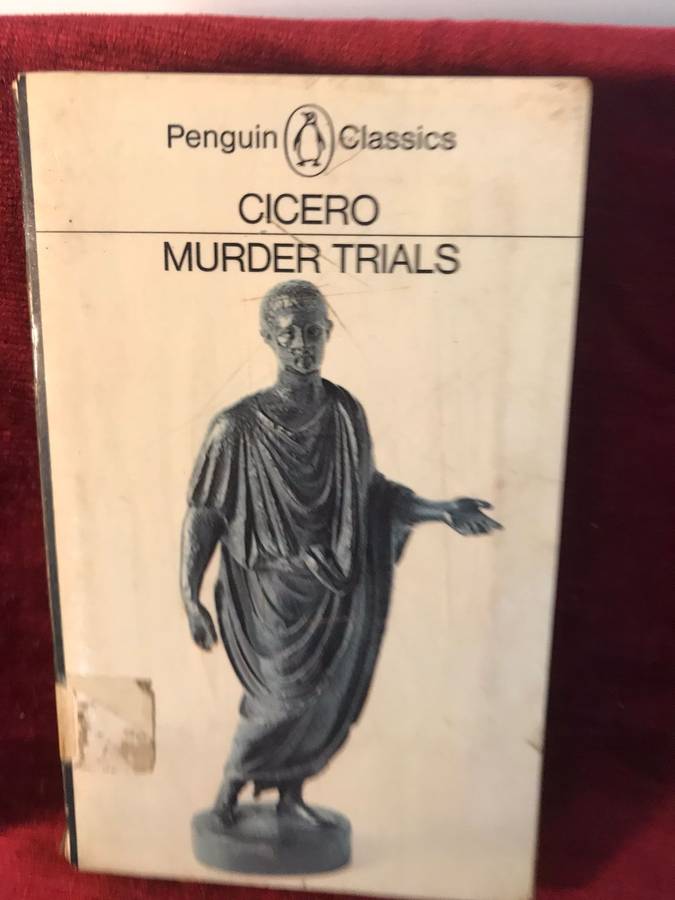 Penguin Classics
CICERO
MURDER TRIALS